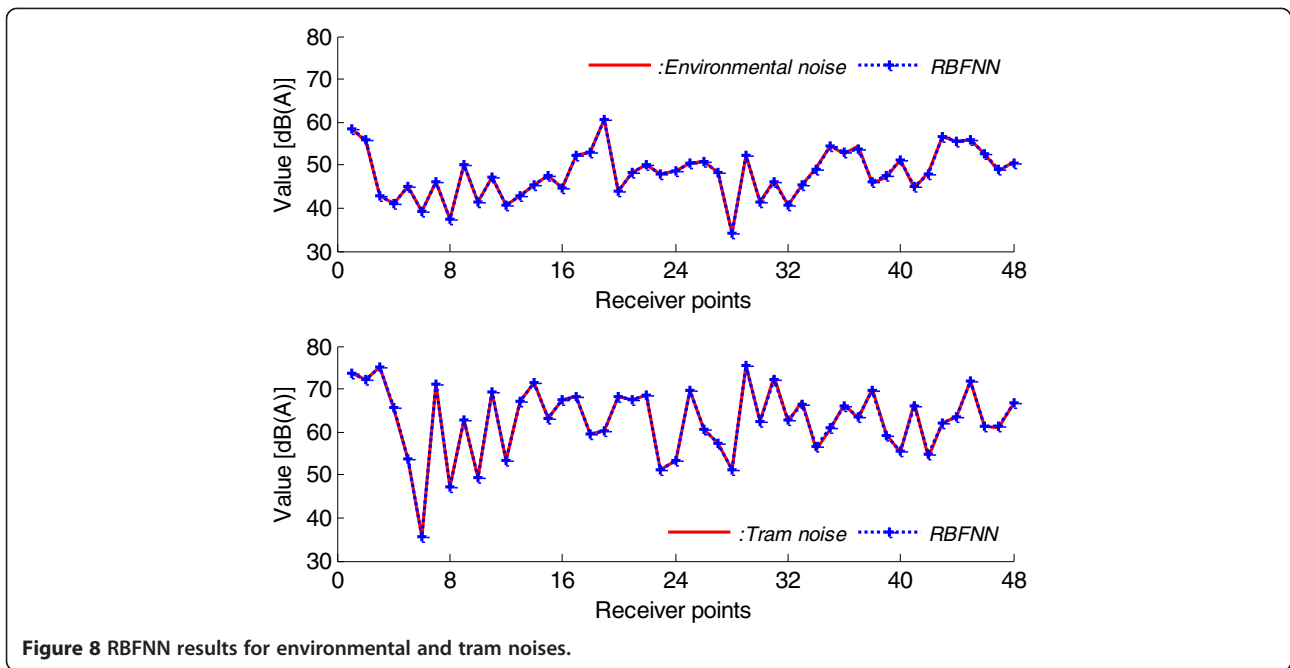 80
70
60
50
40
30
Value [dB(A)]
:Environmental noise RBFNN
0 8 16 24 32 40 48
Receiver points
80
70
60
50
40
30
Value [dB(A)]
:Tram noise RBFNN
0 8 16 24 32 40 48
Receiver points
Figure 8 RBFNN results for environmental and tram noises.